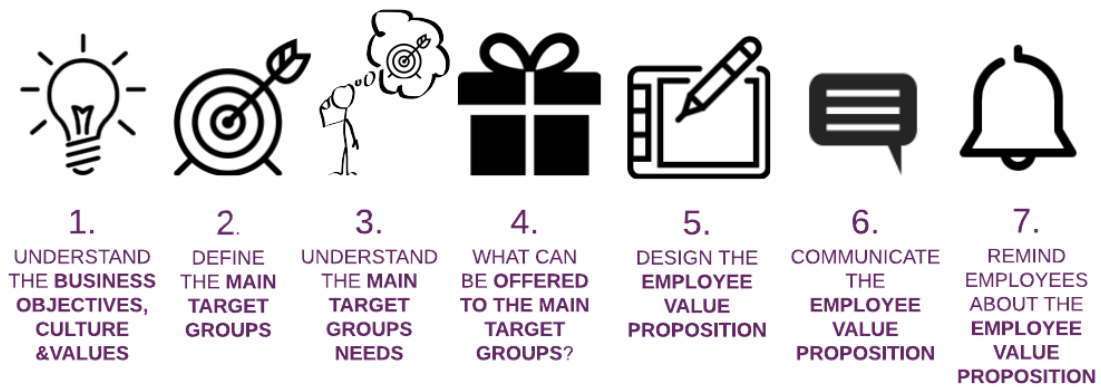 1.
UNDERSTAND
THE BUSINESS
OBJECTIVES,
CULTURE
&VALUES
2.
DEFINE
THE MAIN
TARGET
GROUPS
3.
UNDERSTAND
THE MAIN
TARGET
GROUPS
NEEDS
4.
WHAT CAN
BE OFFERED
TO THE MAIN
TARGET
GROUPS?
5.
DESIGN THE
EMPLOYEE
VALUE
PROPOSITION
6.
COMMUNICATE
THE
EMPLOYEE
VALUE
PROPOSITION
7.
REMIND
EMPLOYEES
ABOUT THE
EMPLOYEE
VALUE
PROPOSITION